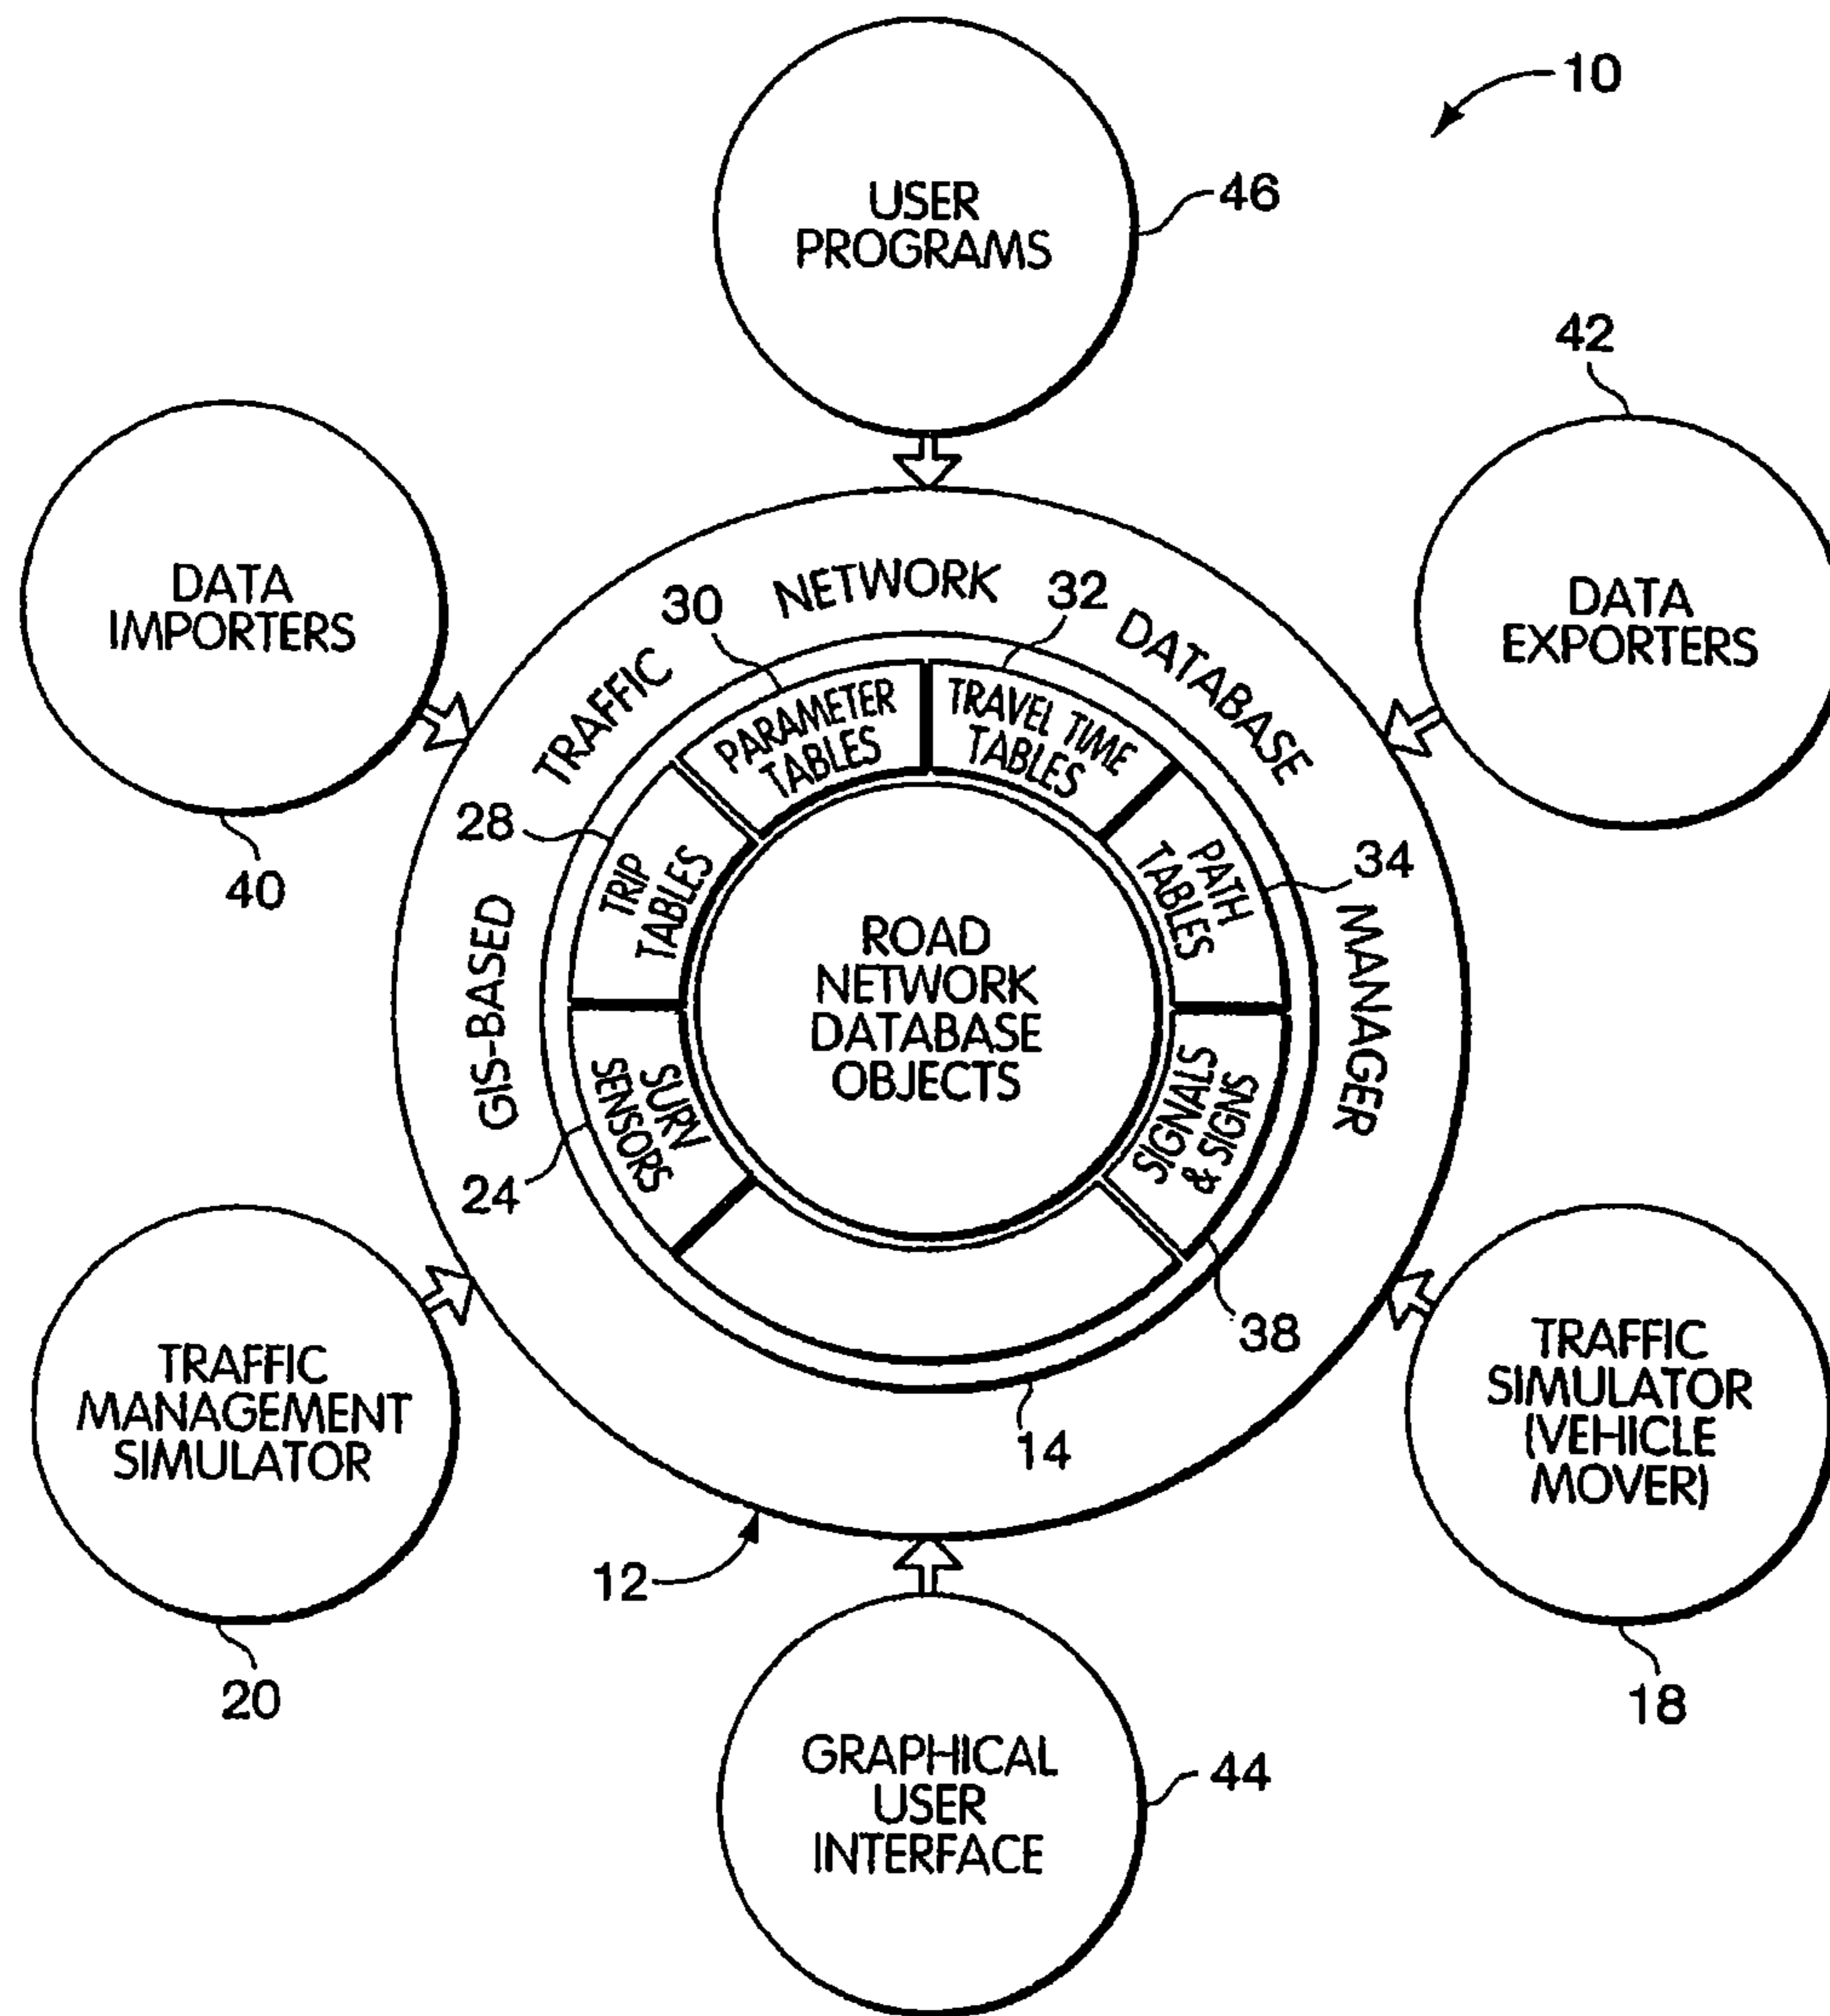 10
USER
PROGRAMS
46
42
DATA
IMPORTERS
40
DATA
EXPORTERS
GIS-BASED TRAFFIC NETWORK DATABASE MANAGER
30
32
PARAMETER
TABLES
TRAVEL TIME
TABLES
28
TRIP
TABLES
PATH
TABLES
34
ROAD
NETWORK
DATABASE
OBJECTS
SURV
SENSORS
24
SIGNALS
& SIGNS
38
14
12
TRAFFIC
MANAGEMENT
SIMULATOR
20
TRAFFIC
SIMULATOR
(VEHICLE
MOVER)
18
GRAPHICAL
USER
INTERFACE
44